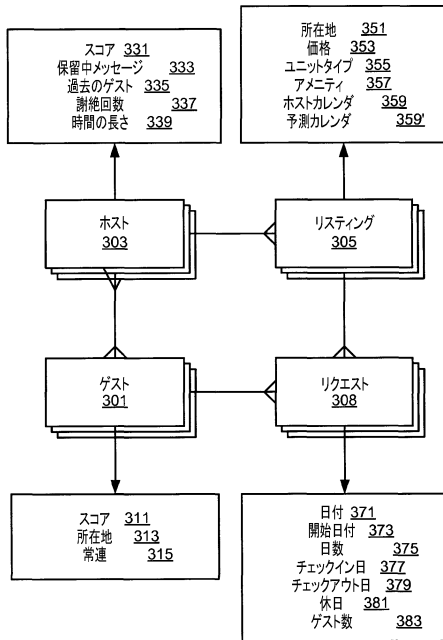 スコア 331
保留中メッセージ 333
過去のゲスト 335
謝絶回数 337
時間の長さ 339
所在地 351
価格 353
ユニットタイプ 355
アメニティ 357
ホストカレンダ 359
予測カレンダ 359'
ホスト
303
リスティング
305
ゲスト
301
リクエスト
308
スコア 311
所在地 313
常連 315
日付 371
開始日付 373
日数 375
チェックイン日 377
チェックアウト日 379
休日 381
ゲスト数 383